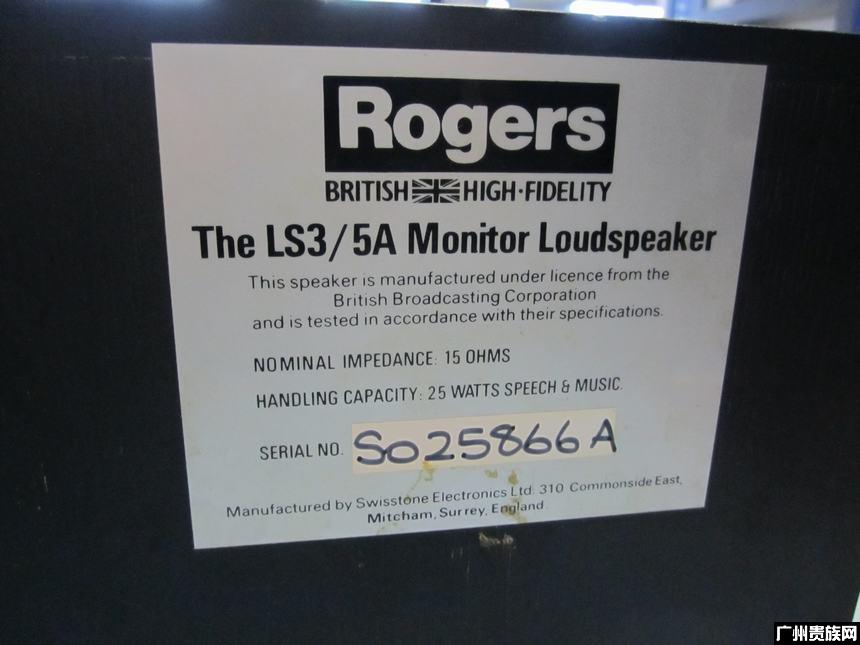 Rogers
BRITISH HIGH·FIDELITY
The LS3/5A Monitor Loudspeaker
This speaker is manufactured under licence from the
British Broadcasting Corporation
and is tested in accordance with their specifications.
NOMINAL IMPEDANCE: 15 OHMS
HANDLING CAPACITY: 25 WATTS SPEECH & MUSIC.
SERIAL NO. S025866A
Manufactured by Swisstone Electronics Ltd. 310 Commonside East,
Mitcham, Surrey, England.
广州贵族网